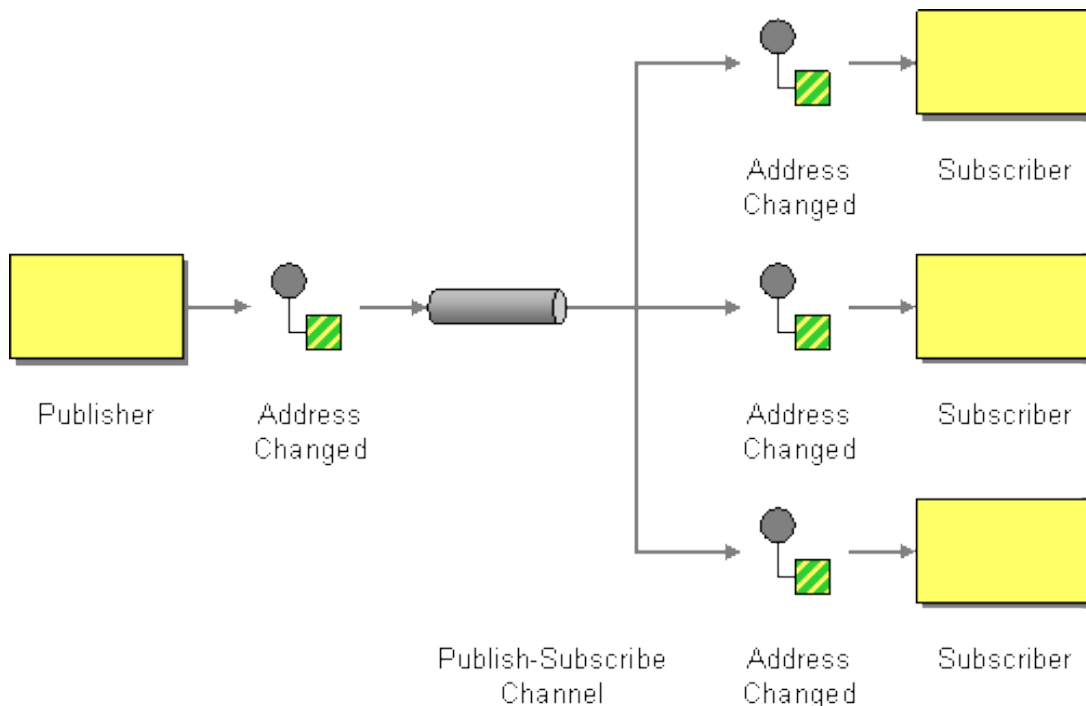 Address
Changed
Subscriber
Publisher
Address
Changed
Address
Changed
Subscriber
Publish-Subscribe
Channel
Address
Changed
Subscriber